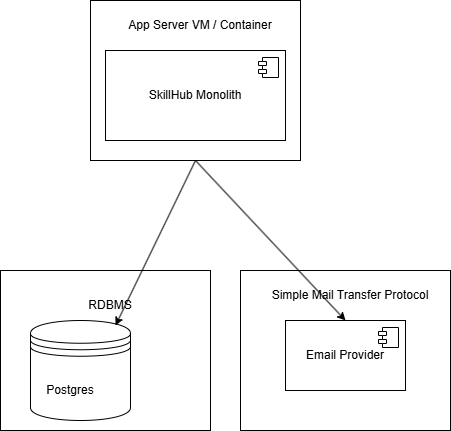 App Server VM / Container
SkillHub Monolith
RDBMS
Postgres
Simple Mail Transfer Protocol
Email Provider